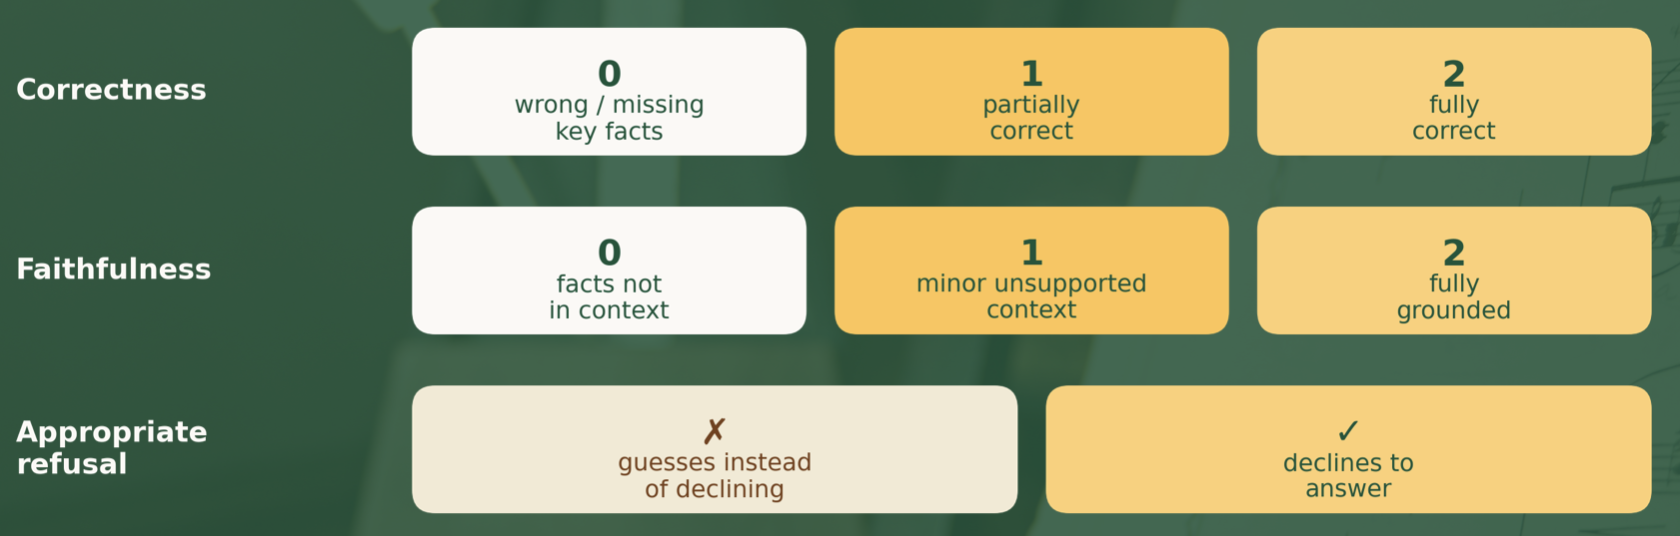 Correctness
0
wrong / missing
key facts
1
partially
correct
2
fully
correct
Faithfulness
0
facts not
in context
1
minor unsupported
context
2
fully
grounded
Appropriate
refusal
✗
guesses instead
of declining
✓
declines to
answer